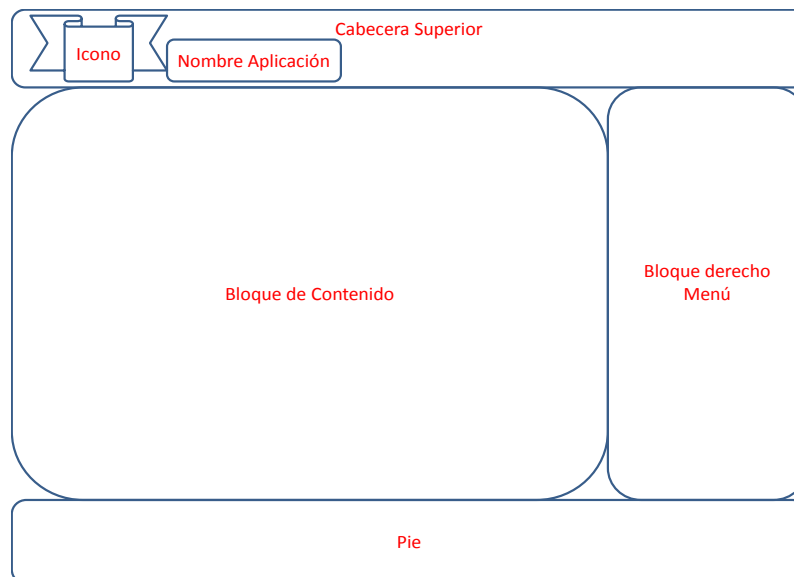 Cabecera Superior
Icono
Nombre Aplicación
Bloque de Contenido
Bloque derecho
Menú
Pie